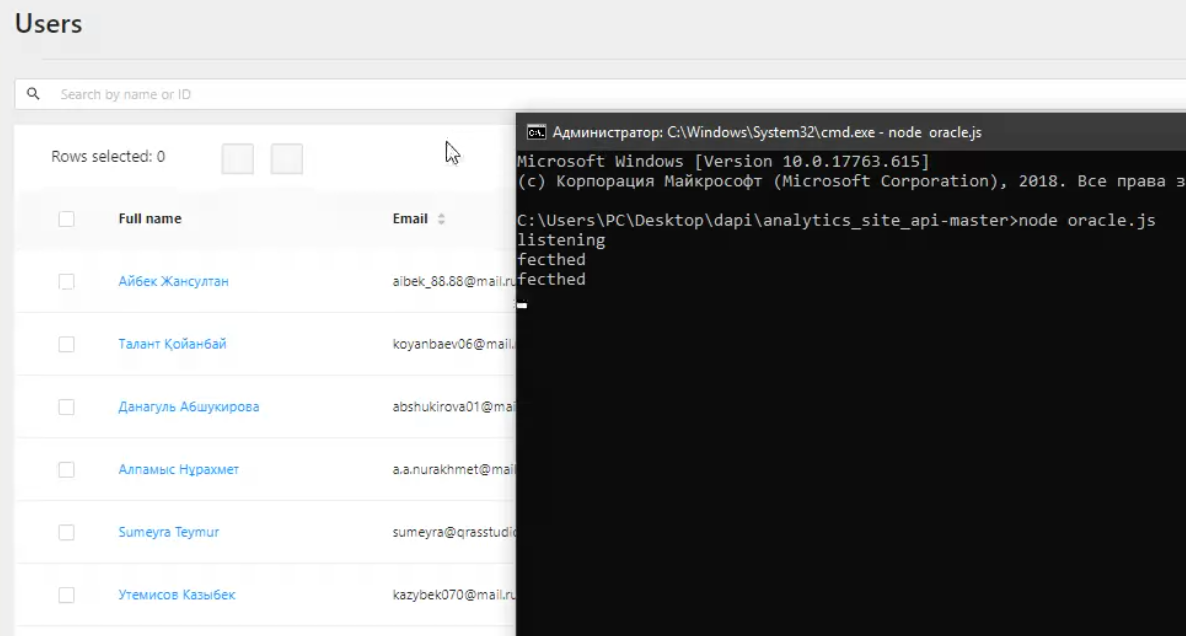 Users
Search by name or ID
Rows selected: 0
Full name
Email
Айбек Жансултан
aibek_88.88@mail.ru
Талант Қойанбай
koyanbaev06@mail.
Данагуль Абшукирова
abshukirova01@mai
Алпамыс Нұрахмет
a.a.nurakhmet@mail
Sumeyra Teymur
sumeyra@qrasstudio
Утемисов Казыбек
kazybek070@mail.ru
Администратор: C:\Windows\System32\cmd.exe - node oracle.js
Microsoft Windows [Version 10.0.17763.615]
(c) Корпорация Майкрософт (Microsoft Corporation), 2018. Все права з
C:\Users\PC\Desktop\dapi\analytics_site_api-master>node oracle.js
listening
fecthed
fecthed